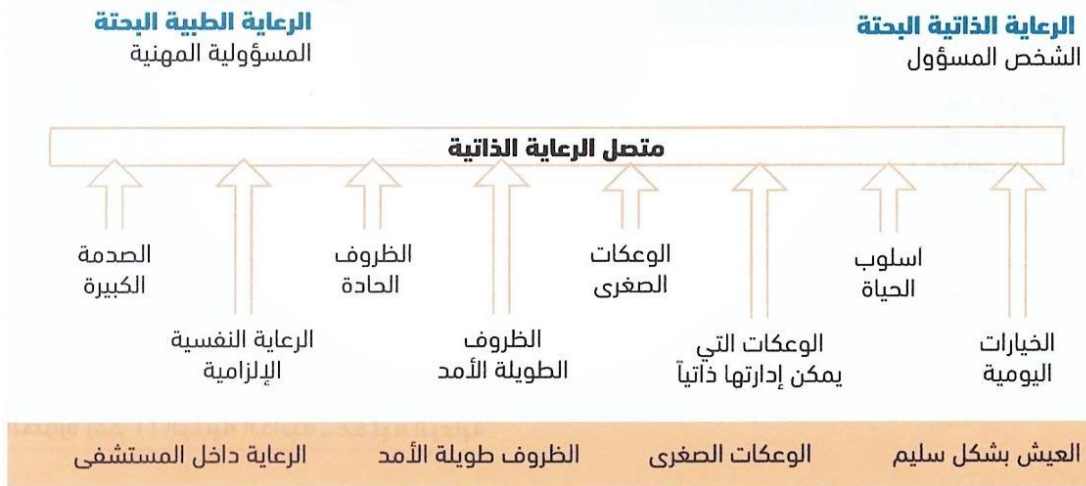 الرعاية الذاتية البحتة
الشخص المسؤول
الرعاية الطبية البحتة
المسؤولية المهنية
متصل الرعاية الذاتية
الخيارات
اليومية
اسلوب
الحياة
الوعكات التي
يمكن إدارتها ذاتياً
الوعكات
الصغرى
الظروف
الطويلة الأمد
الظروف
الحادة
الرعاية النفسية
الإلزامية
الصدمة
الكبيرة
العيش بشكل سليم
الوعكات الصغرى
الظروف طويلة الأمد
الرعاية داخل المستشفى